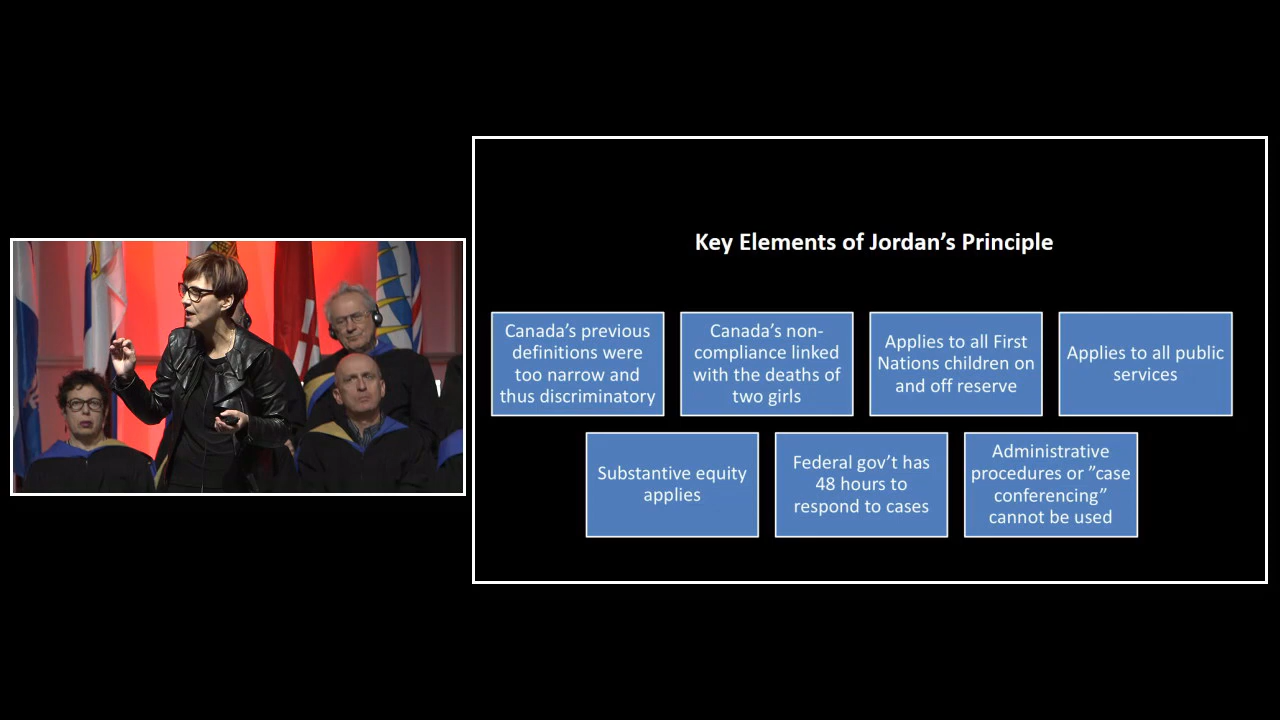 Key Elements of Jordan’s Principle
Canada’s previous
definitions were
too narrow and
thus discriminatory
Canada’s non-
compliance linked
with the deaths of
two girls
Applies to all First
Nations children on
and off reserve
Applies to all public
services
Substantive equity
applies
Federal gov’t has
48 hours to
respond to cases
Administrative
procedures or ”case
conferencing”
cannot be used